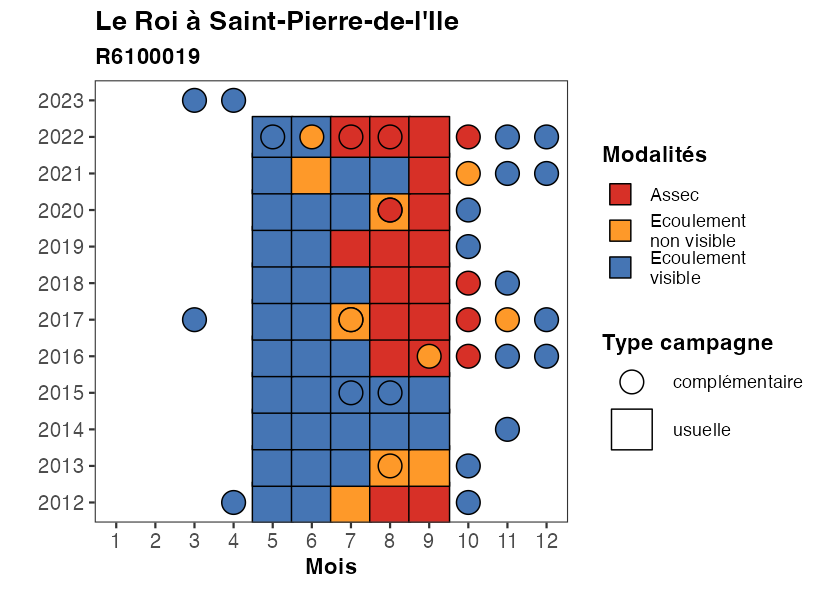 Le Roi à Saint-Pierre-de-l'Ile
R6100019
2023
2022
2021
2020
2019
2018
2017
2016
2015
2014
2013
2012
1 2 3 4 5 6 7 8 9 10 11 12
Mois
Modalités
Assec
Ecoulement
non visible
Ecoulement
visible
Type campagne
complémentaire
usuelle